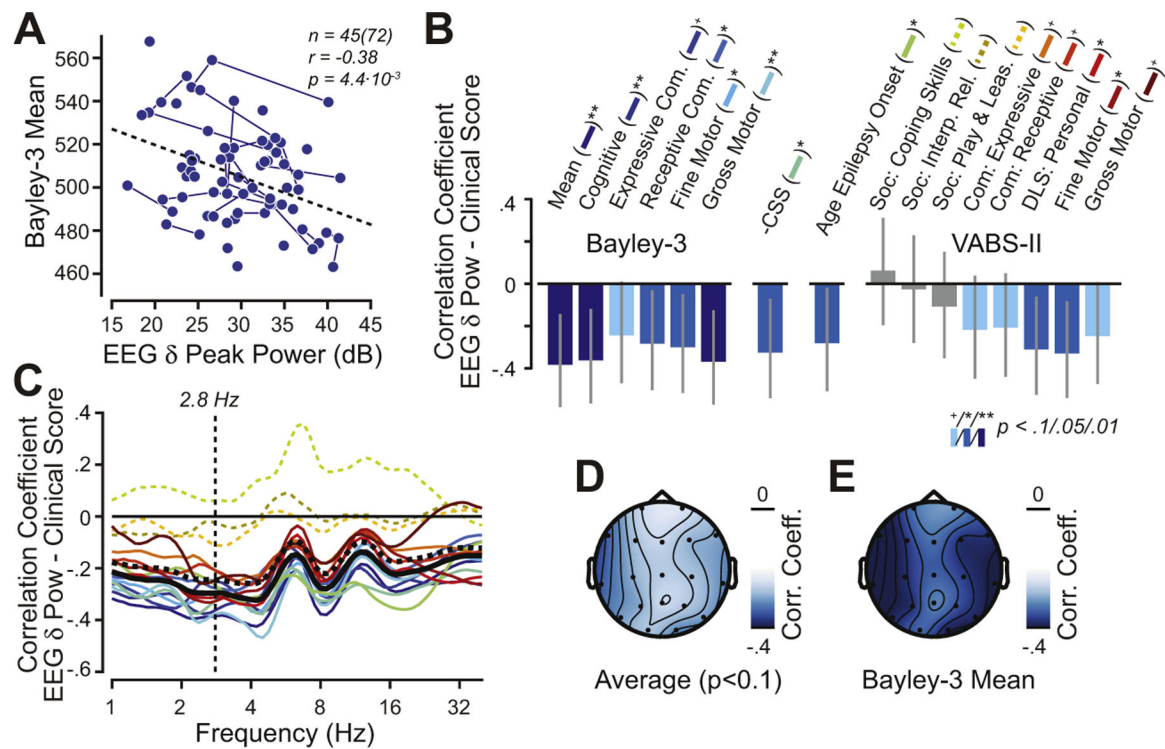 A
n = 45(72)
r = -0.38
p = 4.4·10⁻³
Bayley-3 Mean
560
540
520
500
480
460
15 20 25 30 35 40 45
EEG δ Peak Power (dB)
B
Mean ( )**
Cognitive ( )**
Expressive Com. ( )+
Receptive Com. ( )*
Fine Motor ( )*
Gross Motor ( )**
-CSS ( )*
Age Epilepsy Onset ( )*
Soc: Coping Skills ( )
Soc: Interp. Rel. ( )
Soc: Play & Leas. ( )
Com: Expressive ( )+
Com: Receptive ( )+
DLS: Personal ( )*
Fine Motor ( )*
Gross Motor ( )+
Correlation Coefficient
EEG δ Pow - Clinical Score
.4
0
-.4
Bayley-3
VABS-II
+/*/**
p < .1/.05/.01
C
2.8 Hz
Correlation Coefficient
EEG δ Pow - Clinical Score
.4
.2
0
-.2
-.4
-.6
1 2 4 8 16 32
Frequency (Hz)
D
0
Corr. Coeff.
-.4
Average (p<0.1)
E
0
Corr. Coeff.
-.4
Bayley-3 Mean